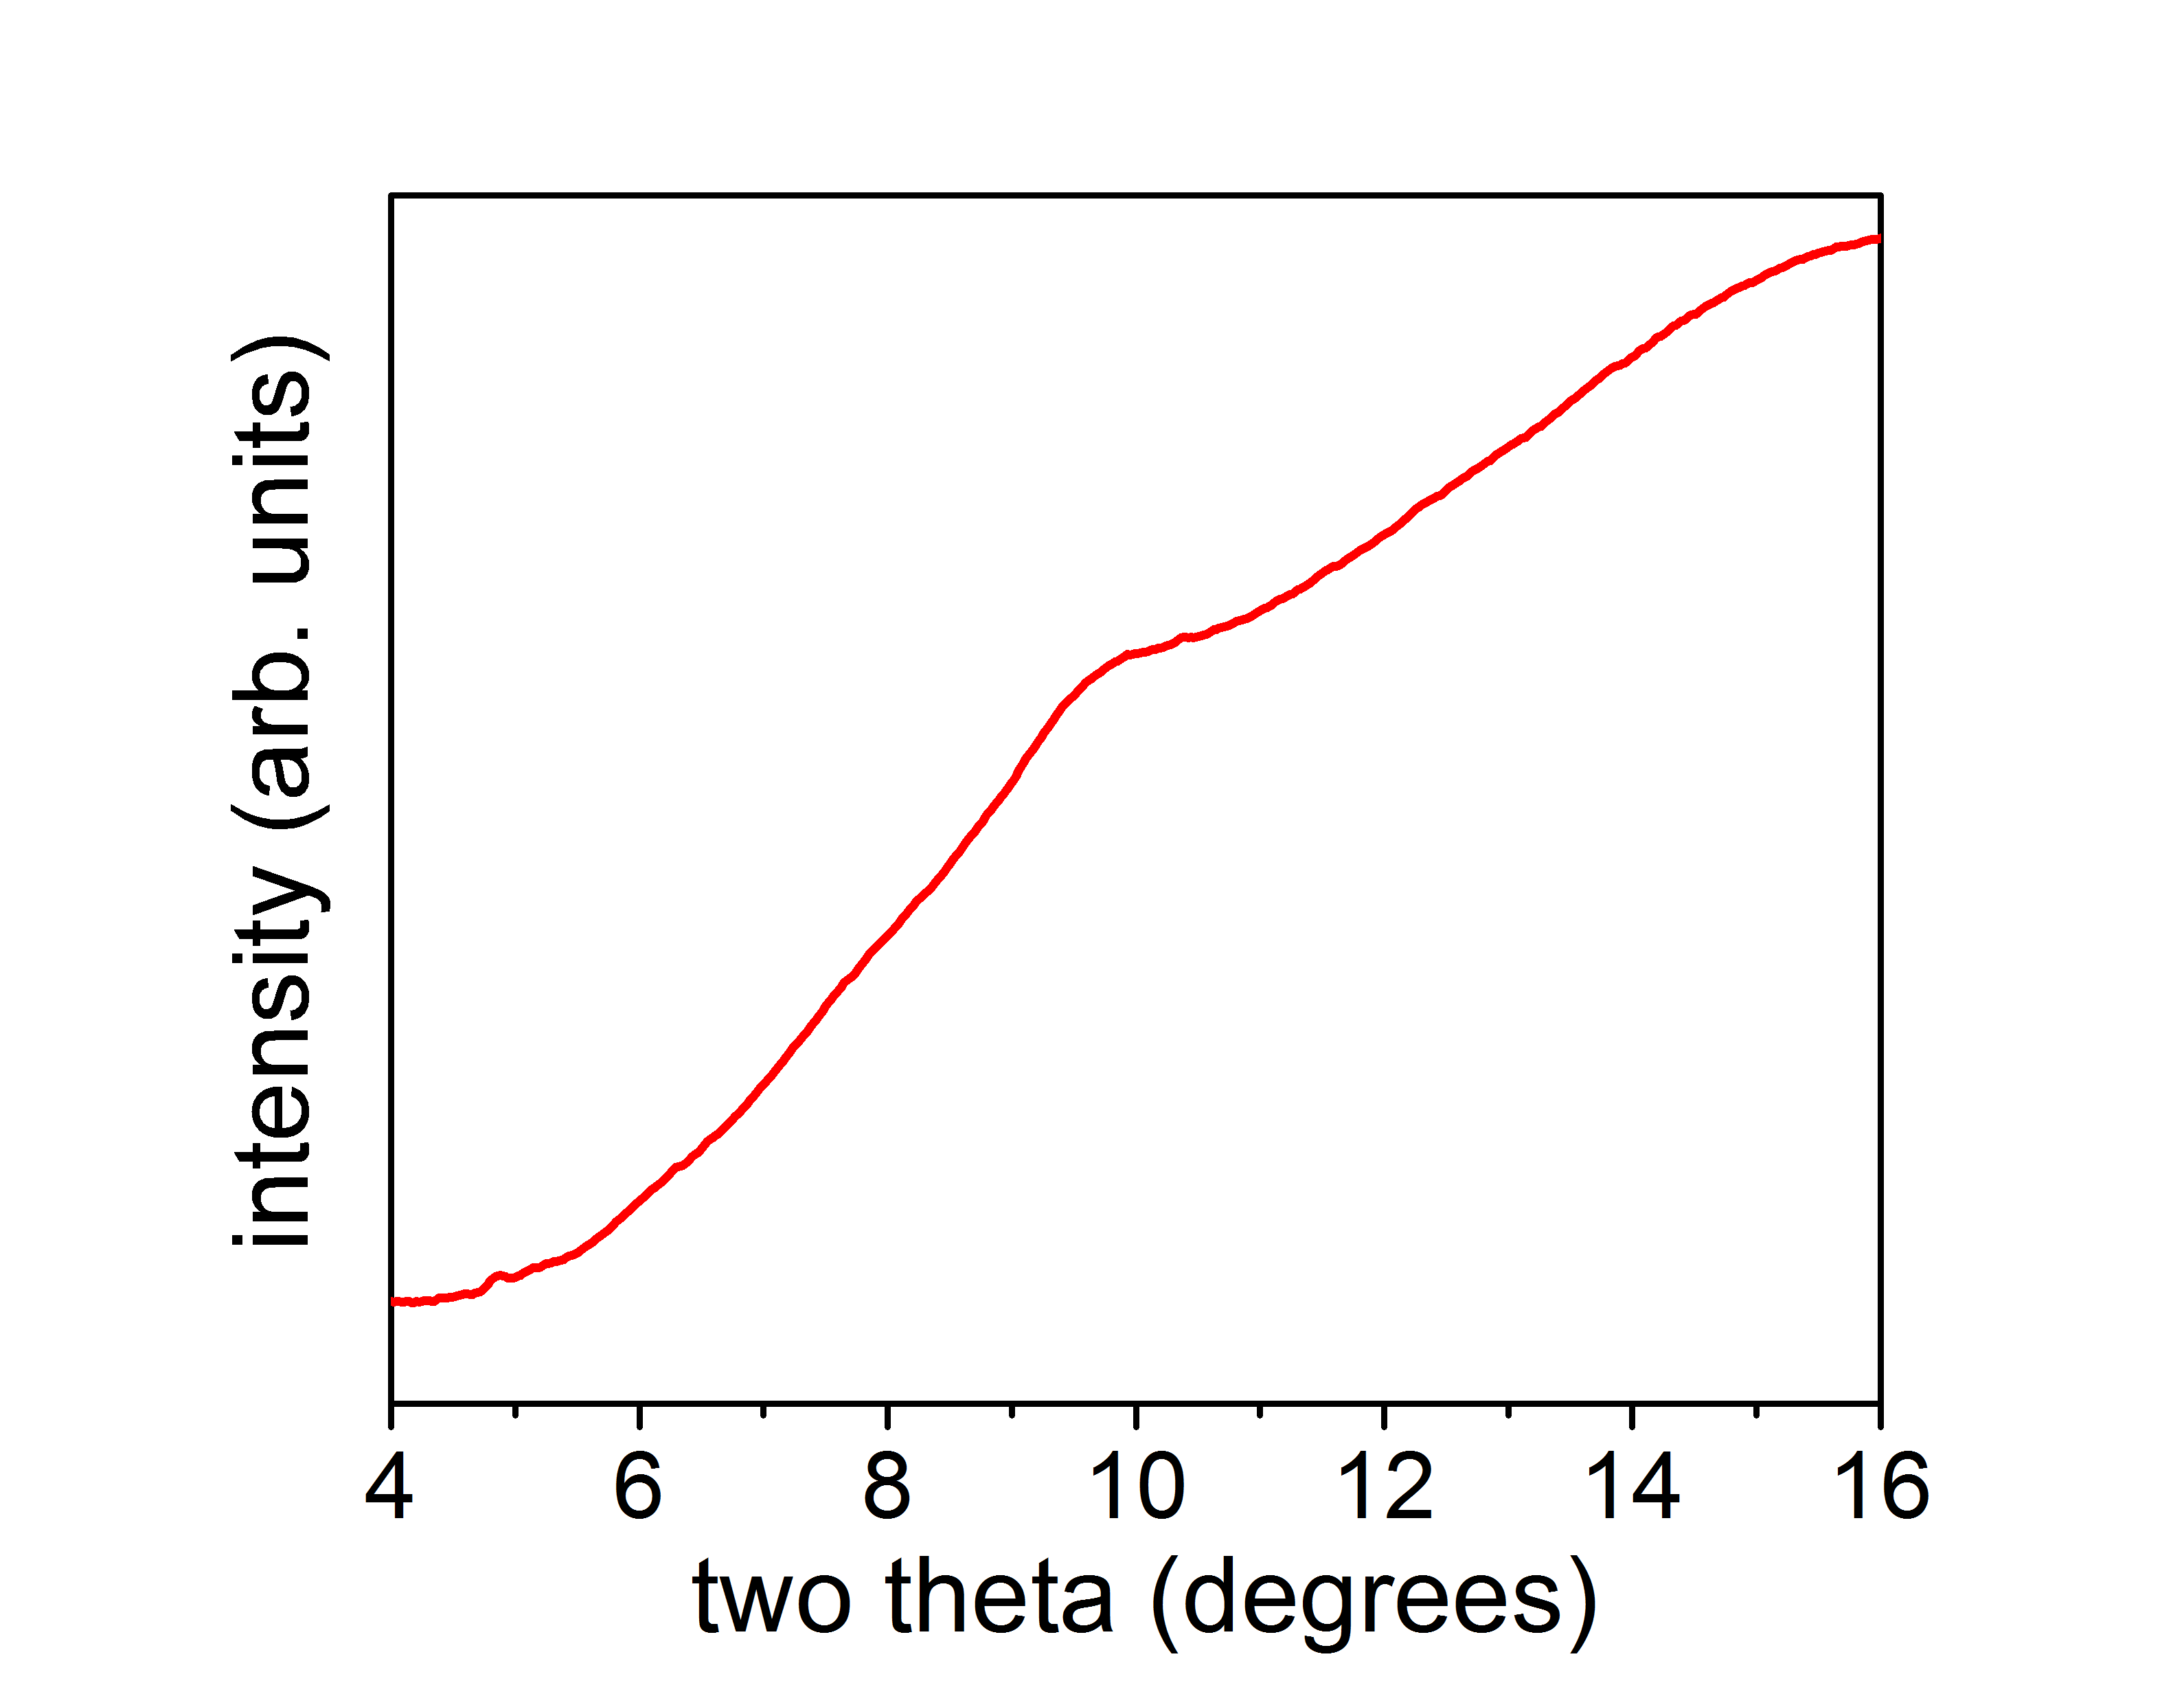 intensity (arb. units)
4 6 8 10 12 14 16
two theta (degrees)